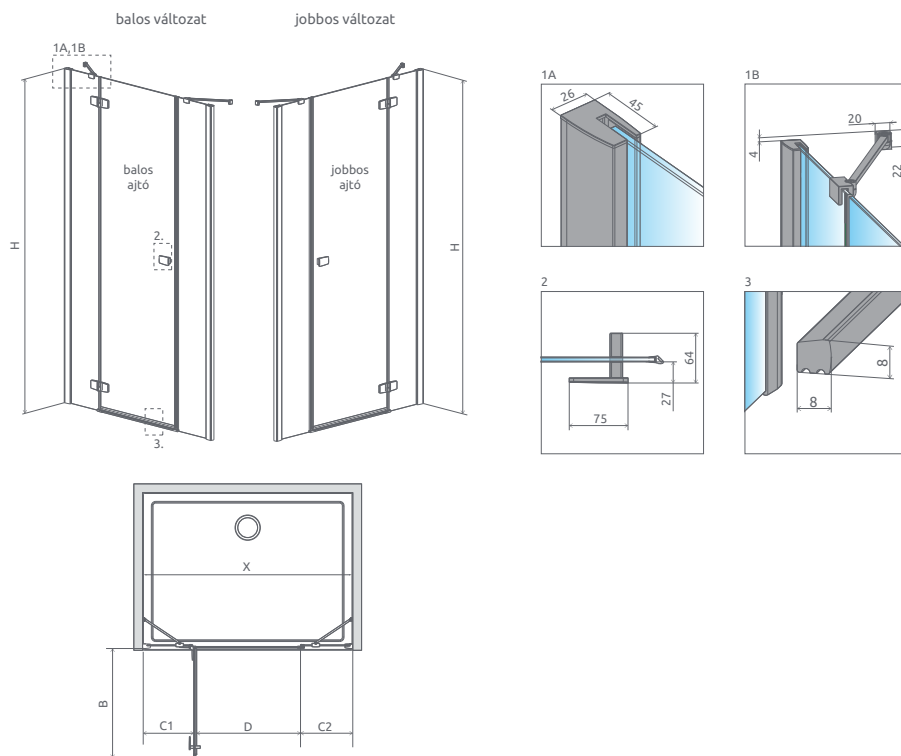 balos változat
jobbos változat
1A,1B
H
balos
ajtó
2.
3.
jobbos
ajtó
H
1A
26
45
1B
20
4
22
2
64
27
75
3
8
8
X
B
C1
D
C2